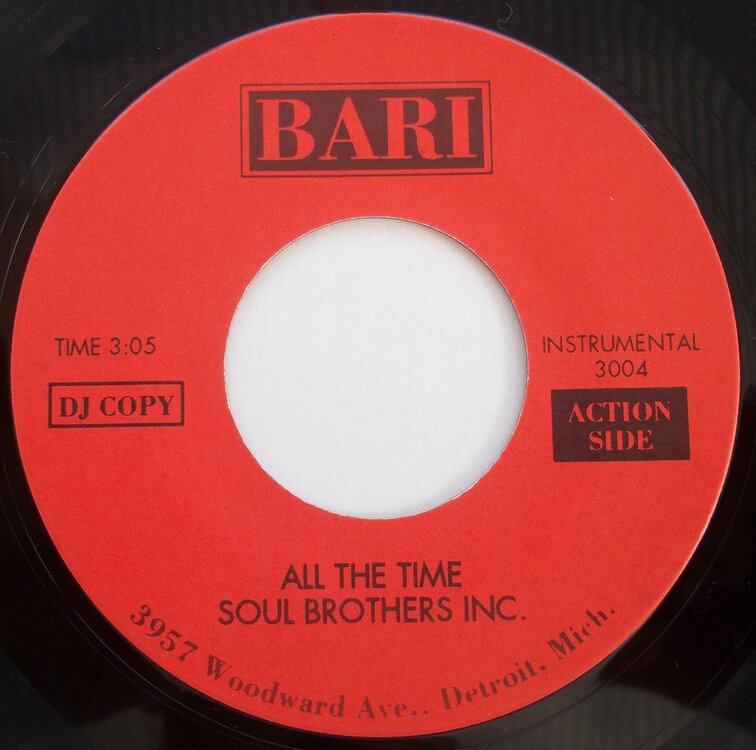 BARI
TIME 3:05
DJ COPY
INSTRUMENTAL
3004
ACTION
SIDE
ALL THE TIME
SOUL BROTHERS INC.
3957 Woodward Ave.. Detroit, Mich.